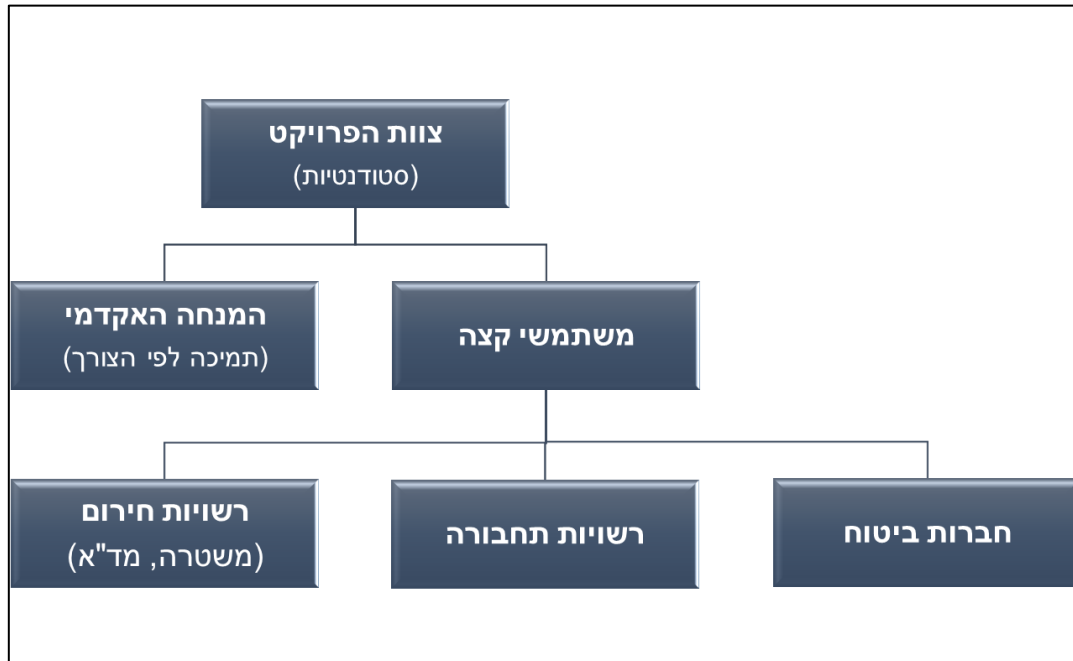 צוות הפרויקט
(סטודנטיות)
משתמשי קצה
המנחה האקדמי
(תמיכה לפי הצורך)
חברות ביטוח
רשויות תחבורה
רשויות חירום
(משטרה, מד"א)